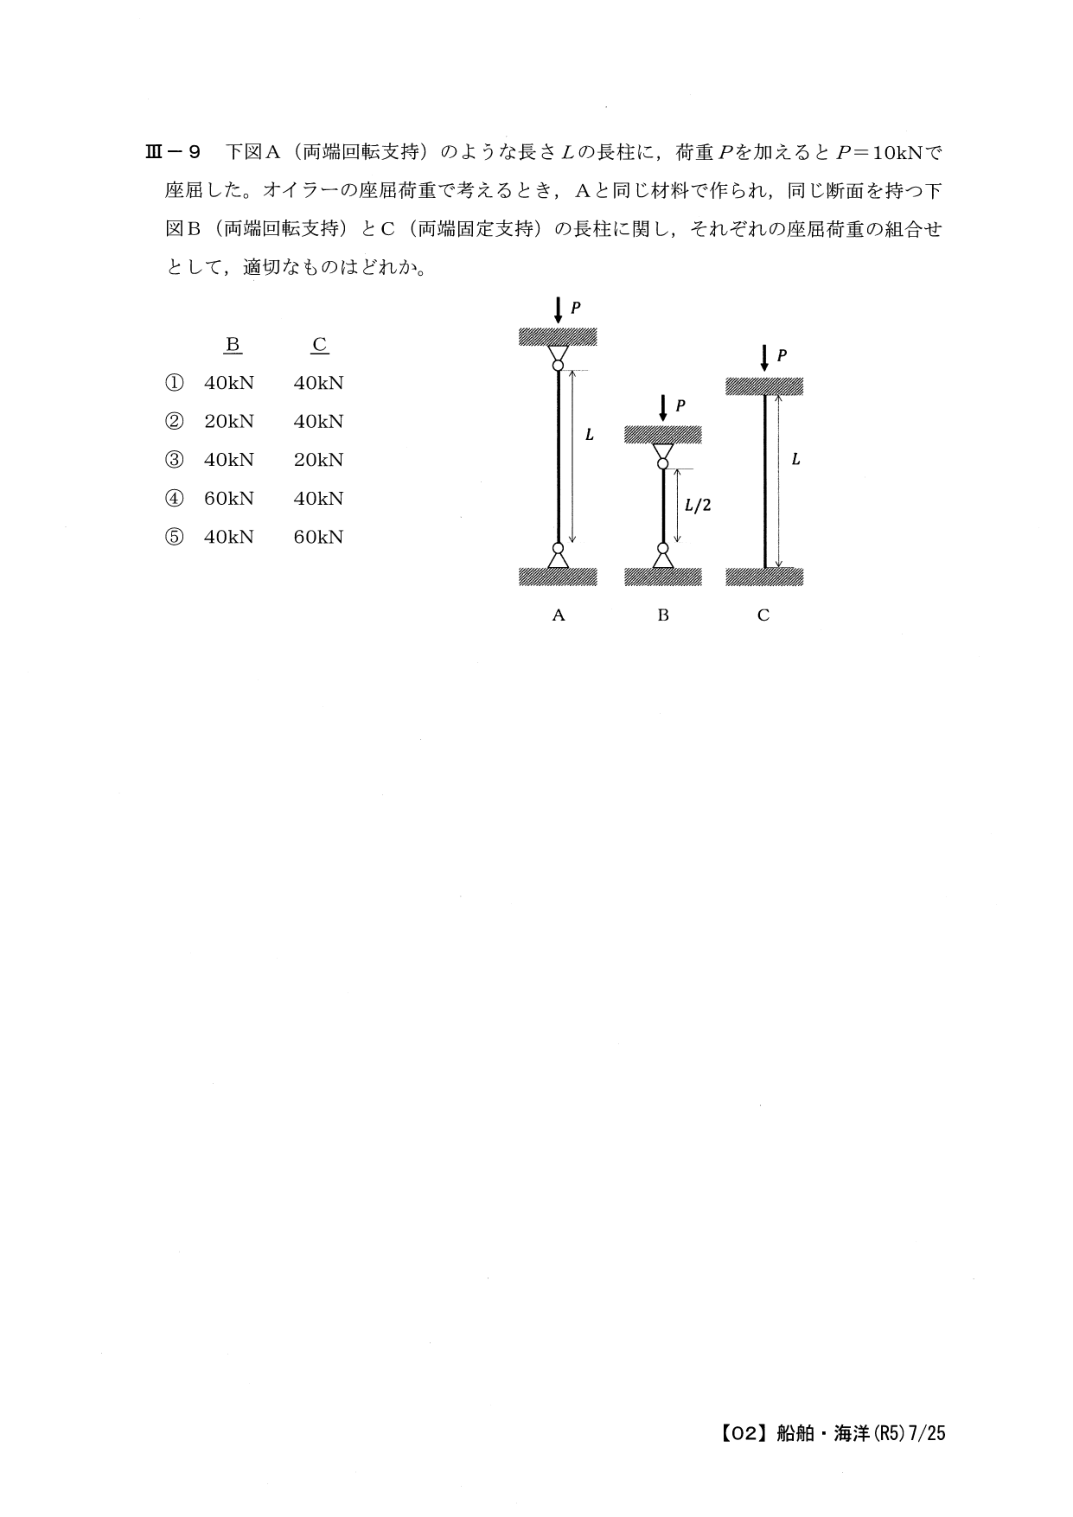 Ⅲ－9　下図A（両端回転支持）のような長さLの長柱に，荷重Pを加えるとP＝10kNで
座屈した。オイラーの座屈荷重で考えるとき，Aと同じ材料で作られ，同じ断面を持つ下
図B（両端回転支持）とC（両端固定支持）の長柱に関し，それぞれの座屈荷重の組合せ
として，適切なものはどれか。
B　C
① 40kN 40kN
② 20kN 40kN
③ 40kN 20kN
④ 60kN 40kN
⑤ 40kN 60kN
P
L
A
P
L/2
B
P
L
C
【02】船舶・海洋(R5)7/25